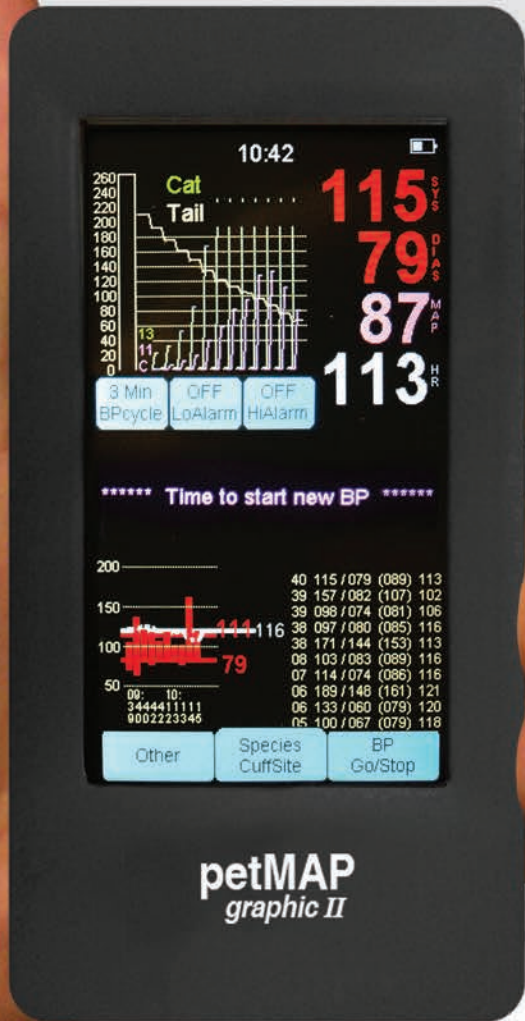 10:42
260
240
220
200
180
160
140
120
100
80
60
40
20
0
Cat
Tail
13
11
C
115 SYS
79 DIAS
87 MAP
113 HR
3 Min BPcycle
OFF LoAlarm
OFF HiAlarm
****** Time to start new BP ******
200
150
100
50
111 116
79
09: 10:
34444111111
90022223345
40 115/079 (089) 113
39 157/082 (107) 102
39 098/074 (081) 106
38 097/080 (085) 116
38 171/144 (153) 113
08 103/083 (089) 116
07 114/074 (086) 116
06 189/148 (161) 121
06 133/060 (079) 120
05 100/067 (079) 118
Other
Species CuffSite
BP Go/Stop
petMAP
graphic II